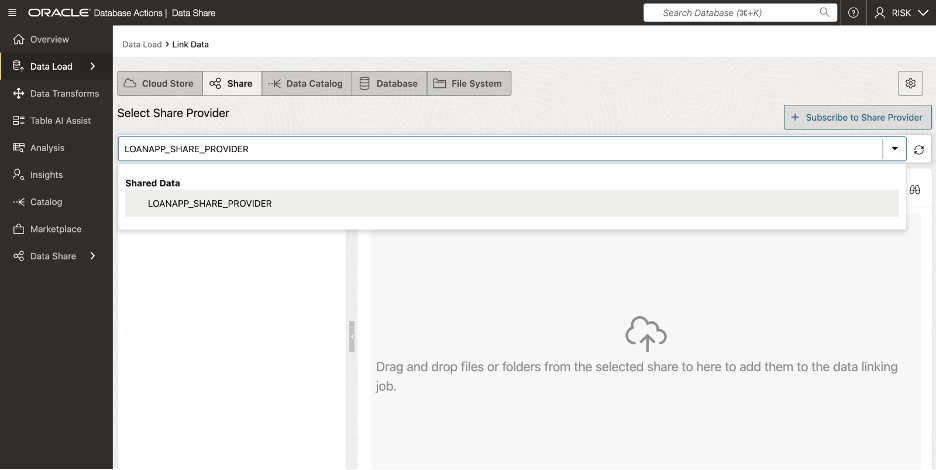 ORACLE Database Actions | Data Share
Search Database (⌘+K)
RISK
Overview
Data Load
Data Transforms
Table AI Assist
Analysis
Insights
Catalog
Marketplace
Data Share
Data Load > Link Data
Cloud Store Share Data Catalog Database File System
Select Share Provider
+ Subscribe to Share Provider
LOANAPP_SHARE_PROVIDER
Shared Data
LOANAPP_SHARE_PROVIDER
Drag and drop files or folders from the selected share to here to add them to the data linking
job.